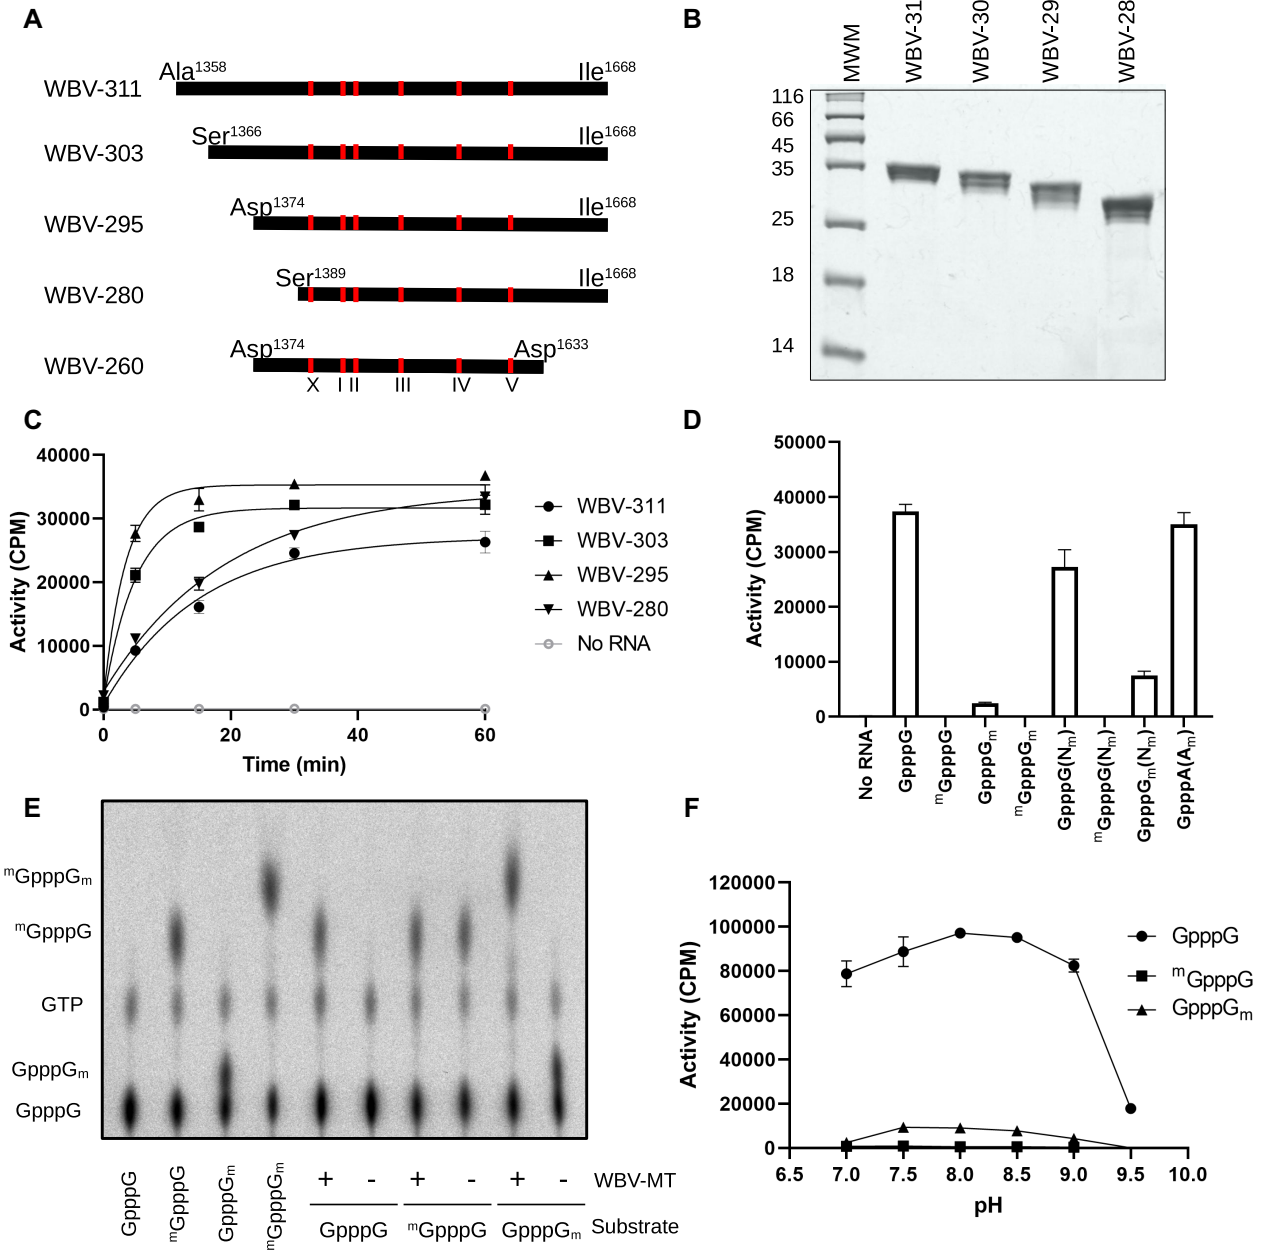 A
Ala1358 Ile1668
WBV-311
Ser1366 Ile1668
WBV-303
Asp1374 Ile1668
WBV-295
Ser1389 Ile1668
WBV-280
Asp1374 Asp1633
WBV-260
X I II III IV V
B
MWM WBV-31 WBV-30 WBV-29 WBV-28
116
66
45
35
25
18
14
C
Activity (CPM)
40000
30000
20000
10000
0
0 20 40 60
Time (min)
WBV-311
WBV-303
WBV-295
WBV-280
No RNA
D
Activity (CPM)
50000
40000
30000
20000
10000
0
No RNA GpppG mGpppG GpppGm mGpppGm GpppG(Nm) mGpppG(Nm) GpppGm(Nm) GpppA(Am)
E
mGpppGm
mGpppG
GTP
GpppGm
GpppG
GpppG mGpppG GpppGm mGpppGm
+ - + - + - WBV-MT
GpppG mGpppG GpppGm Substrate
F
Activity (CPM)
120000
100000
80000
60000
40000
20000
0
6.5 7.0 7.5 8.0 8.5 9.0 9.5 10.0
pH
GpppG
mGpppG
GpppGm